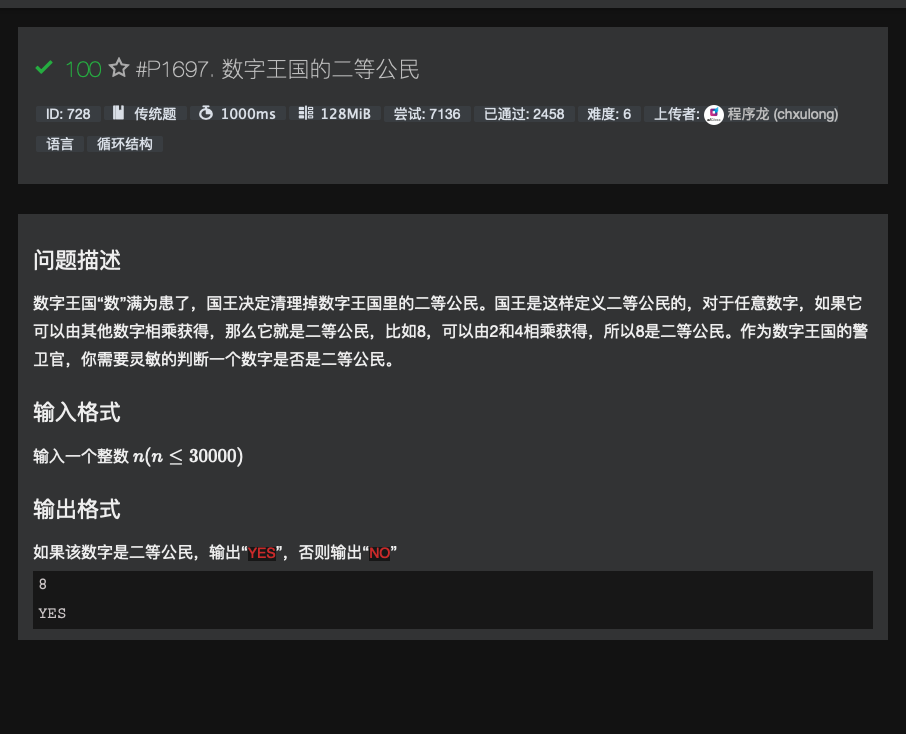 100 #P1697. 数字王国的二等公民
ID: 728 传统题 1000ms 128MiB 尝试: 7136 已通过: 2458 难度: 6 上传者: 程序龙 (chxulong)
语言 循环结构
问题描述
数字王国“数”满为患了，国王决定清理掉数字王国里的二等公民。国王是这样定义二等公民的，对于任意数字，如果它
可以由其他数字相乘获得，那么它就是二等公民，比如8，可以由2和4相乘获得，所以8是二等公民。作为数字王国的警
卫官，你需要灵敏的判断一个数字是否是二等公民。
输入格式
输入一个整数 n(n ≤ 30000)
输出格式
如果该数字是二等公民，输出“YES”，否则输出“NO”
8
YES